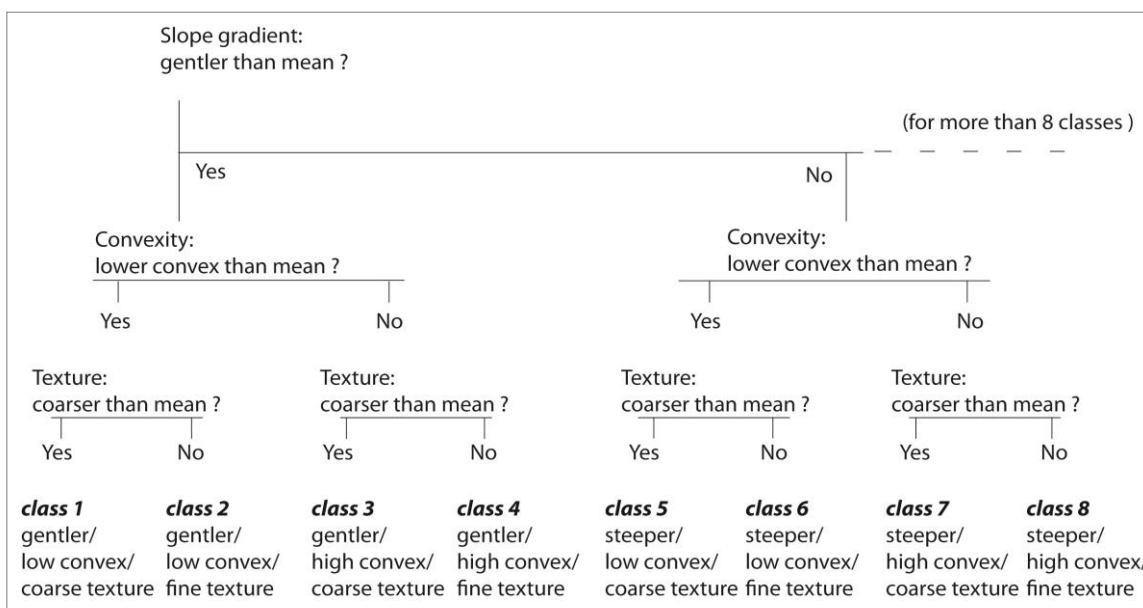 Slope gradient:
gentler than mean ?
(for more than 8 classes )
Yes
No
Convexity:
lower convex than mean ?
Yes
No
Convexity:
lower convex than mean ?
Yes
No
Texture:
coarser than mean ?
Yes
No
Texture:
coarser than mean ?
Yes
No
Texture:
coarser than mean ?
Yes
No
Texture:
coarser than mean ?
Yes
No
class 1
gentler/
low convex/
coarse texture
class 2
gentler/
low convex/
fine texture
class 3
gentler/
high convex/
coarse texture
class 4
gentler/
high convex/
fine texture
class 5
steeper/
low convex/
coarse texture
class 6
steeper/
low convex/
fine texture
class 7
steeper/
high convex/
coarse texture
class 8
steeper/
high convex/
fine texture